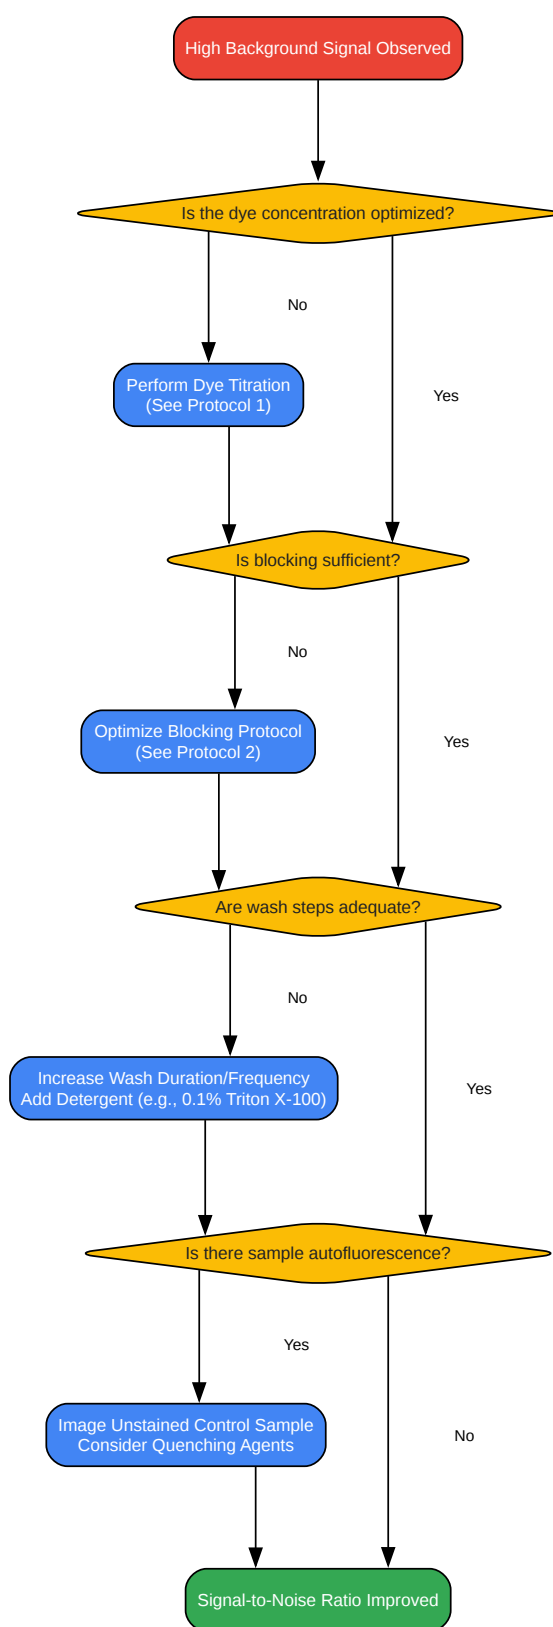 High Background Signal Observed
Is the dye concentration optimized?
No
Perform Dye Titration
(See Protocol 1)
Yes
Is blocking sufficient?
No
Optimize Blocking Protocol
(See Protocol 2)
Yes
Are wash steps adequate?
No
Increase Wash Duration/Frequency
Add Detergent (e.g., 0.1% Triton X-100)
Yes
Is there sample autofluorescence?
Yes
Image Unstained Control Sample
Consider Quenching Agents
No
Signal-to-Noise Ratio Improved